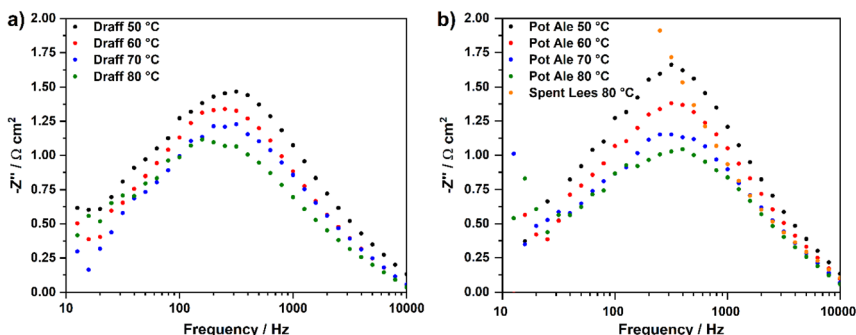 a)
2.00
1.75
1.50
1.25
1.00
0.75
0.50
0.25
0.00
-Z'' / Ω cm²
Draff 50 °C
Draff 60 °C
Draff 70 °C
Draff 80 °C
10
100
1000
10000
Frequency / Hz
b)
2.00
1.75
1.50
1.25
1.00
0.75
0.50
0.25
0.00
-Z'' / Ω cm²
Pot Ale 50 °C
Pot Ale 60 °C
Pot Ale 70 °C
Pot Ale 80 °C
Spent Lees 80 °C
10
100
1000
10000
Frequency / Hz